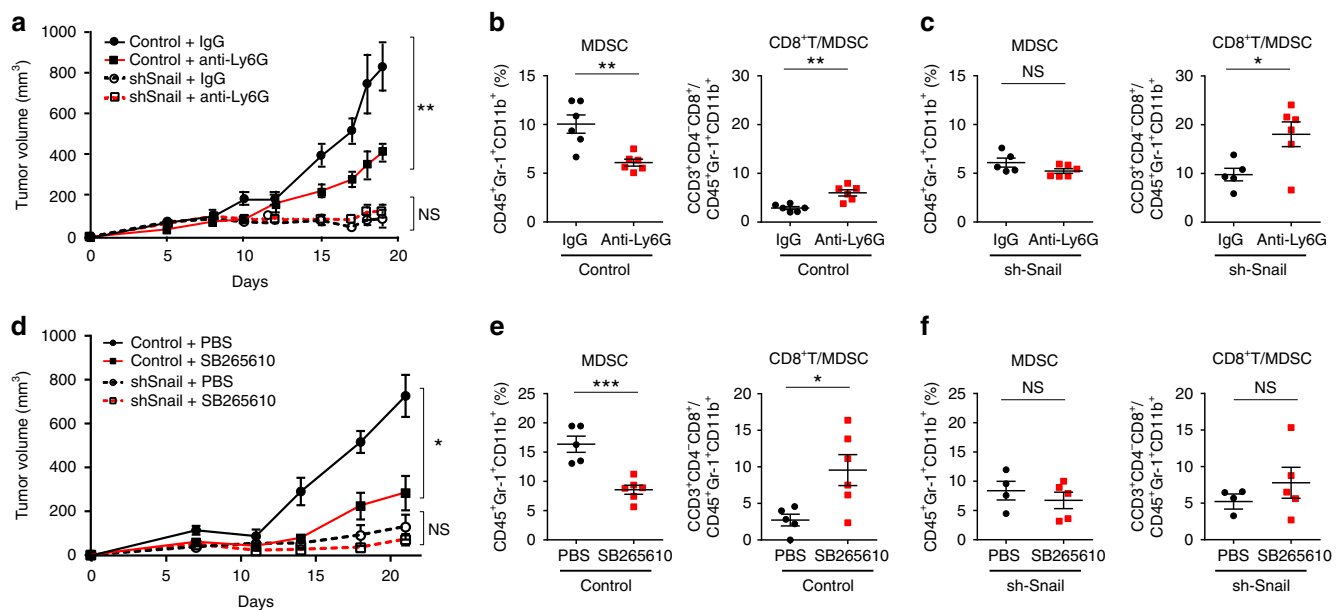 a
Tumor volume (mm³)
1000
800
600
400
200
0
0
5
10
15
20
Days
Control + IgG
Control + anti-Ly6G
shSnail + IgG
shSnail + anti-Ly6G
**
NS
b
MDSC
**
CD45⁺Gr-1⁺CD11b⁺ (%)
15
10
5
0
IgG Anti-Ly6G
Control
CD8⁺T/MDSC
**
CCD3⁺CD4⁻CD8⁺/
CD45⁺Gr-1⁺CD11b⁺
30
20
10
0
IgG Anti-Ly6G
Control
c
MDSC
NS
CD45⁺Gr-1⁺CD11b⁺ (%)
15
10
5
0
IgG Anti-Ly6G
sh-Snail
CD8⁺T/MDSC
*
CCD3⁺CD4⁻CD8⁺/
CD45⁺Gr-1⁺CD11b⁺
30
20
10
0
IgG Anti-Ly6G
sh-Snail
d
Tumor volume (mm³)
1000
800
600
400
200
0
0
5
10
15
20
Days
Control + PBS
Control + SB265610
shSnail + PBS
shSnail + SB265610
*
NS
e
MDSC
***
CD45⁺Gr-1⁺CD11b⁺ (%)
25
20
15
10
5
0
PBS SB265610
Control
CD8⁺T/MDSC
*
CCD3⁺CD4⁻CD8⁺/
CD45⁺Gr-1⁺CD11b⁺
20
15
10
5
0
PBS SB265610
Control
f
MDSC
NS
CD45⁺Gr-1⁺CD11b⁺ (%)
25
20
15
10
5
0
PBS SB265610
sh-Snail
CD8⁺T/MDSC
NS
CCD3⁺CD4⁻CD8⁺/
CD45⁺Gr-1⁺CD11b⁺
20
15
10
5
0
PBS SB265610
sh-Snail